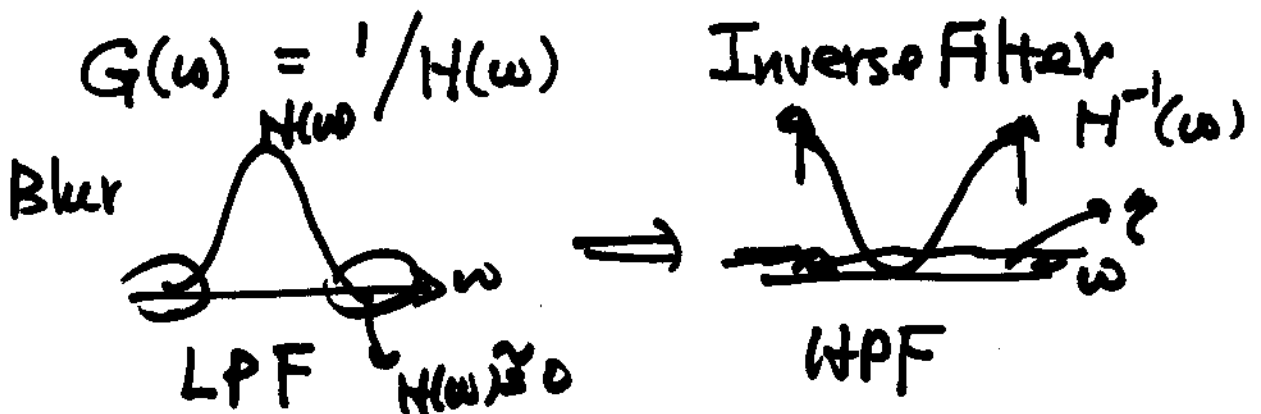 G(ω) = 1/H(ω)
Inverse Filter
H(ω)
H⁻¹(ω)
Blur
η
ω
ω
LPF
H(ω)≅0
HPF